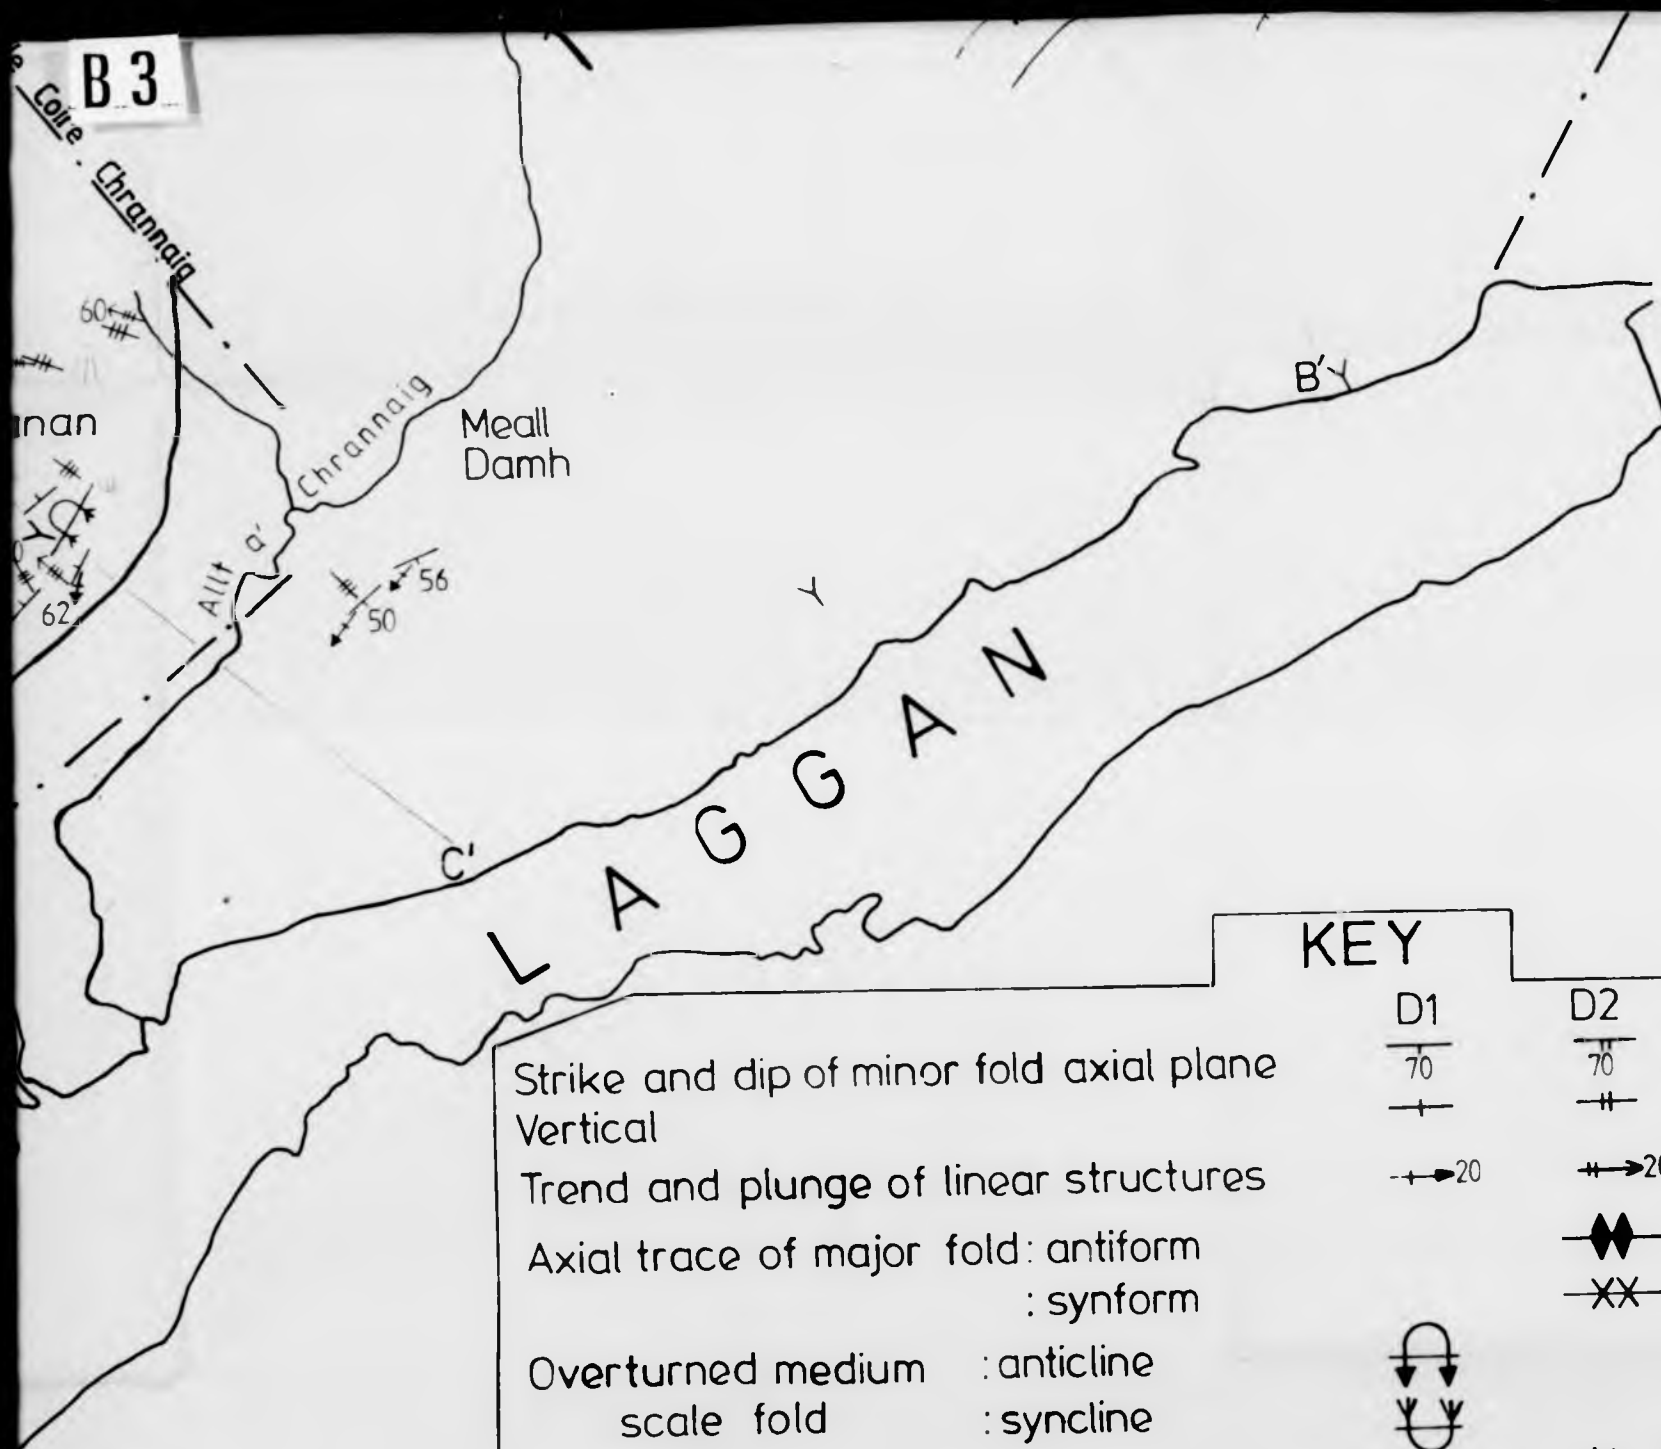 B 3
Coire Chrannaig
60
nan
Meall
Damh
Allt a' Chrannaig
56
50
62
B'
C'
LAGGAN
KEY
D1 D2
Strike and dip of minor fold axial plane 70 70
Vertical
Trend and plunge of linear structures 20 20
Axial trace of major fold: antiform
: synform
Overturned medium : anticline
scale fold : syncline